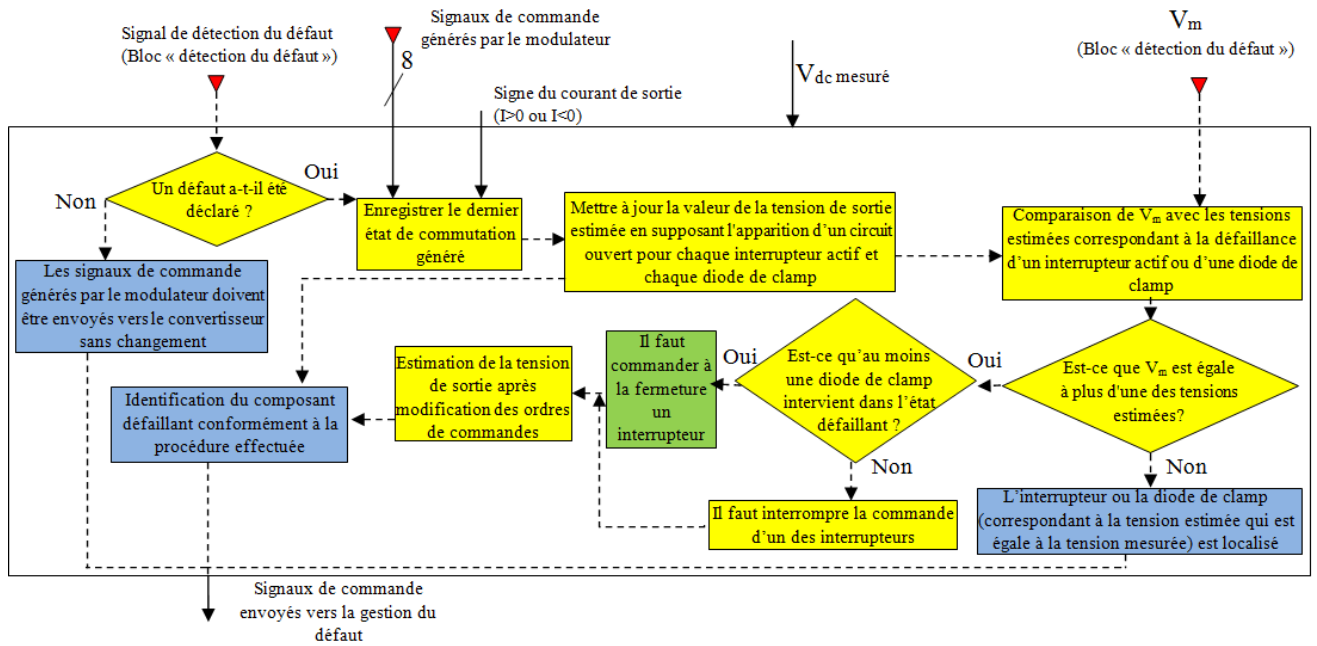 Signal de détection du défaut
(Bloc « détection du défaut »)
Signaux de commande
générés par le modulateur
8
Signe du courant de sortie
(I>0 ou I<0)
Vdc mesuré
Vm
(Bloc « détection du défaut »)
Un défaut a-t-il été
déclaré ?
Oui
Non
Enregistrer le dernier
état de commutation
généré
Mettre à jour la valeur de la tension de sortie
estimée en supposant l'apparition d'un circuit
ouvert pour chaque interrupteur actif et
chaque diode de clamp
Comparaison de Vm avec les tensions
estimées correspondant à la défaillance
d'un interrupteur actif ou d'une diode de
clamp
Les signaux de commande
générés par le modulateur doivent
être envoyés vers le convertisseur
sans changement
Est-ce que Vm est égale
à plus d'une des tensions
estimées?
Oui
Non
Est-ce qu'au moins
une diode de clamp
intervient dans l'état
défaillant ?
Oui
Non
Il faut
commander à
la fermeture
un
interrupteur
Estimation de la tension
de sortie après
modification des ordres
de commandes
Identification du composant
défaillant conformément à la
procédure effectuée
Il faut interrompre la commande
d'un des interrupteurs
L'interrupteur ou la diode de clamp
(correspondant à la tension estimée qui est
égale à la tension mesurée) est localisé
Signaux de commande
envoyés vers la gestion du
défaut